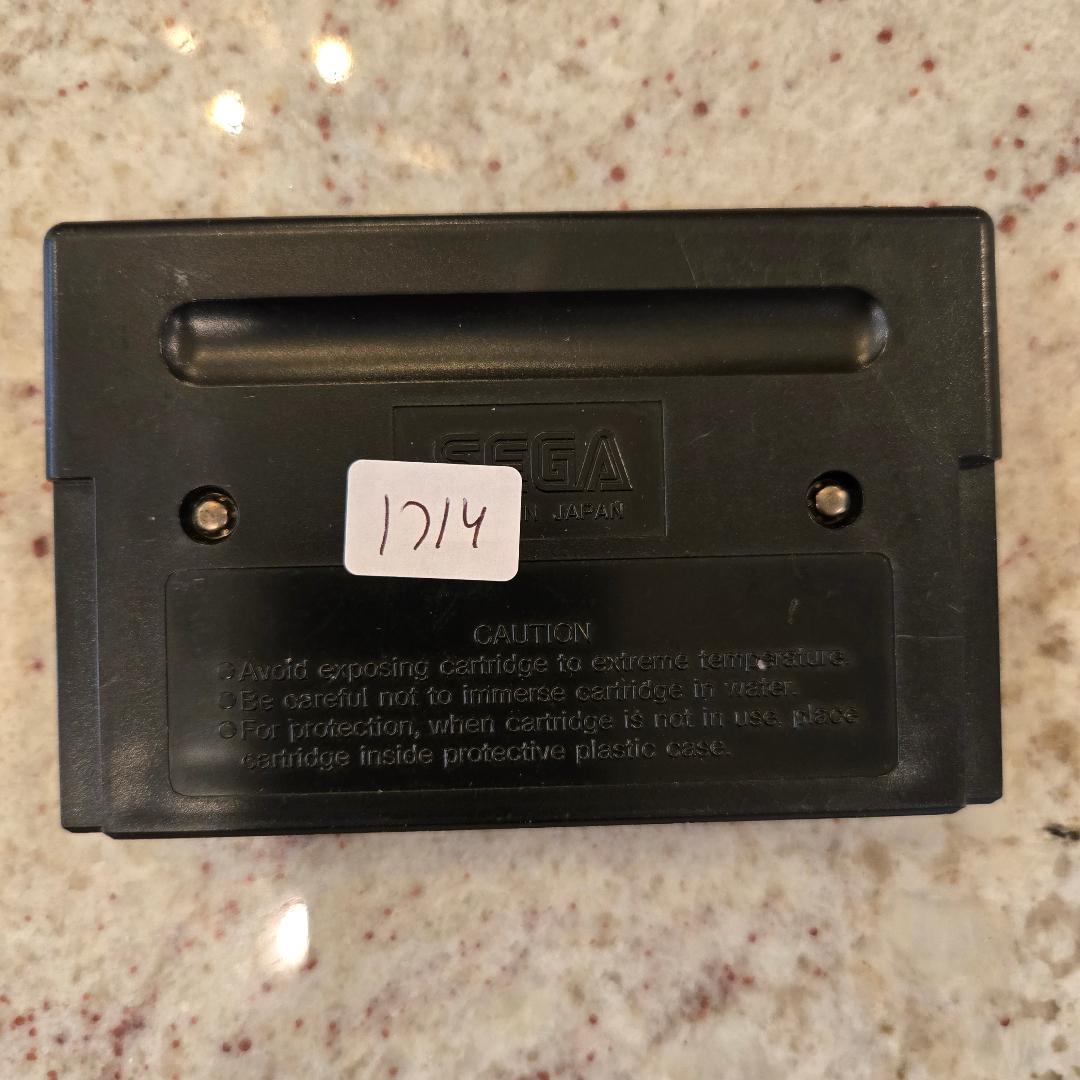 SEGA
1714
JAPAN
CAUTION
Avoid exposing cartridge to extreme temperature.
Be careful not to immerse cartridge in water.
For protection, when cartridge is not in use, place
cartridge inside protective plastic case.